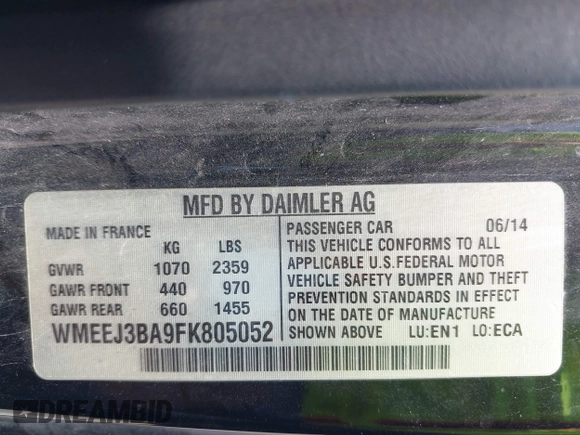 MFD BY DAIMLER AG
MADE IN FRANCE
KG LBS
GVWR 1070 2359
GAWR FRONT 440 970
GAWR REAR 660 1455
WMEEJ3BA9FK805052
PASSENGER CAR 06/14
THIS VEHICLE CONFORMS TO ALL
APPLICABLE U.S. FEDERAL MOTOR
VEHICLE SAFETY BUMPER AND THEFT
PREVENTION STANDARDS IN EFFECT
ON THE DATE OF MANUFACTURE
SHOWN ABOVE LU:EN1 LO:ECA
DREAMBID